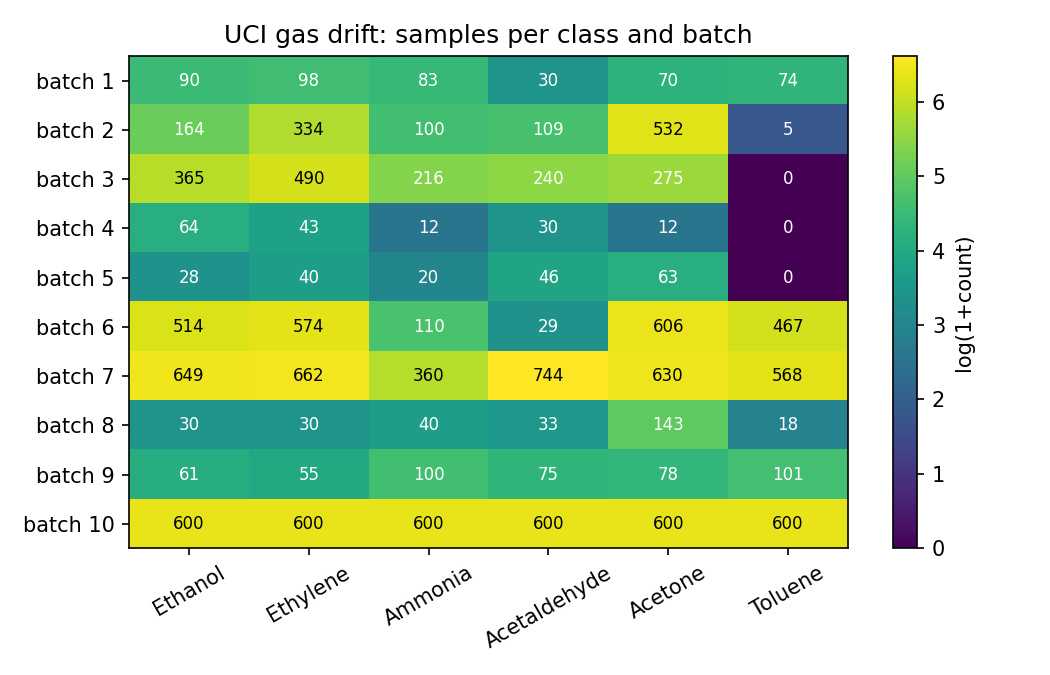 UCI gas drift: samples per class and batch
batch 1 90 98 83 30 70 74
batch 2 164 334 100 109 532 5
batch 3 365 490 216 240 275 0
batch 4 64 43 12 30 12 0
batch 5 28 40 20 46 63 0
batch 6 514 574 110 29 606 467
batch 7 649 662 360 744 630 568
batch 8 30 30 40 33 143 18
batch 9 61 55 100 75 78 101
batch 10 600 600 600 600 600 600
Ethanol Ethylene Ammonia Acetaldehyde Acetone Toluene
6
5
4
3
2
1
0
log(1+count)